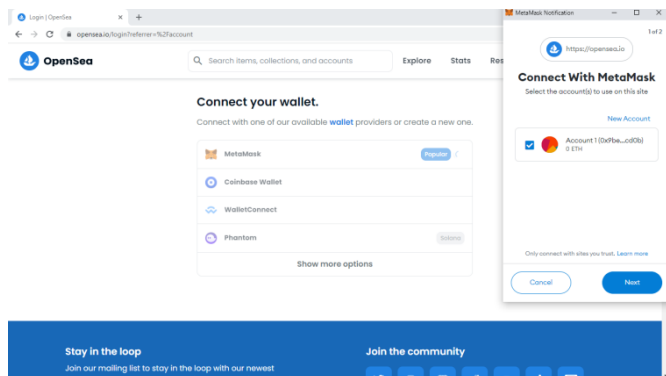 Login | OpenSea
opensea.io/login?referrer=%2Faccount
OpenSea
Search items, collections, and accounts
Explore
Stats
Res
Connect your wallet.
Connect with one of our available wallet providers or create a new one.
MetaMask
Popular
Coinbase Wallet
WalletConnect
Phantom
Solana
Show more options
Stay in the loop
Join our mailing list to stay in the loop with our newest
Join the community
MetaMask Notification
1 of 2
https://opensea.io
Connect With MetaMask
Select the account(s) to use on this site
New Account
Account 1 (0x9be...cd0b)
0 ETH
Only connect with sites you trust. Learn more
Cancel
Next